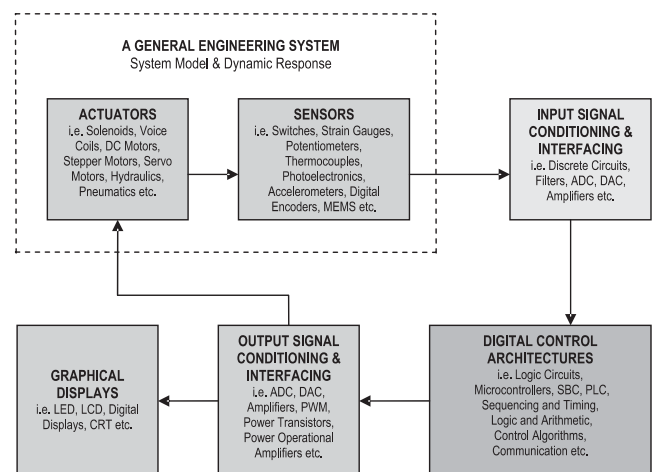 A GENERAL ENGINEERING SYSTEM
System Model & Dynamic Response
ACTUATORS
i.e. Solenoids, Voice
Coils, DC Motors,
Stepper Motors, Servo
Motors, Hydraulics,
Pneumatics etc.
SENSORS
i.e. Switches, Strain Gauges,
Potentiometers,
Thermocouples,
Photoelectronics,
Accelerometers, Digital
Encoders, MEMS etc.
INPUT SIGNAL
CONDITIONING &
INTERFACING
i.e. Discrete Circuits,
Filters, ADC, DAC,
Amplifiers etc.
GRAPHICAL
DISPLAYS
i.e. LED, LCD, Digital
Displays, CRT etc.
OUTPUT SIGNAL
CONDITIONING &
INTERFACING
i.e. ADC, DAC,
Amplifiers, PWM,
Power Transistors,
Power Operational
Amplifiers etc.
DIGITAL CONTROL
ARCHITECTURES
i.e. Logic Circuits,
Microcontrollers, SBC, PLC,
Sequencing and Timing,
Logic and Arithmetic,
Control Algorithms,
Communication etc.